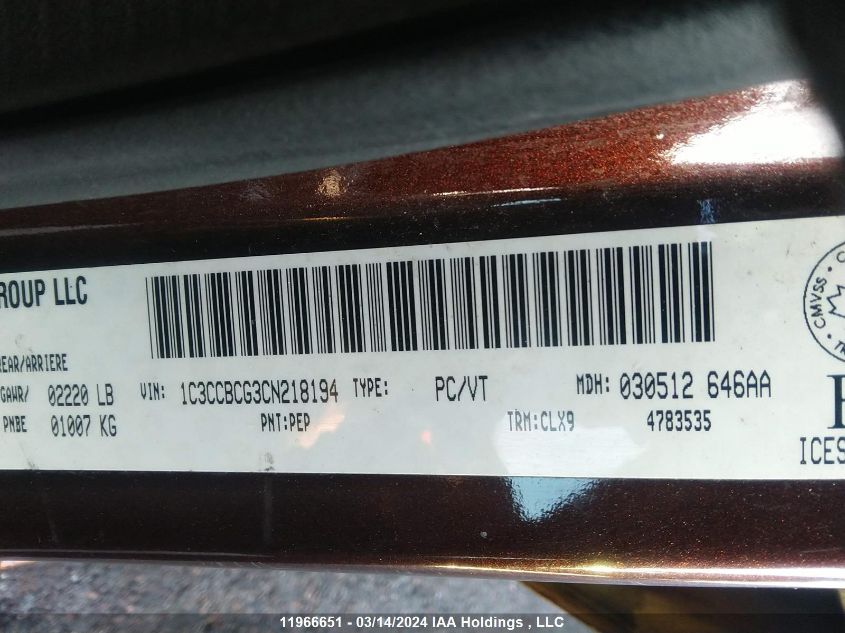 ROUP LLC
REAR/ARRIERE
GAWR/ 02220 LB
PNBE 01007 KG
VIN: 1C3CCBCG3CN218194 TYPE: PC/VT MDH: 030512 646AA
PNT:PEP TRM:CLX9 4783535
CMVSS
ICES
11966651 - 03/14/2024 IAA Holdings , LLC